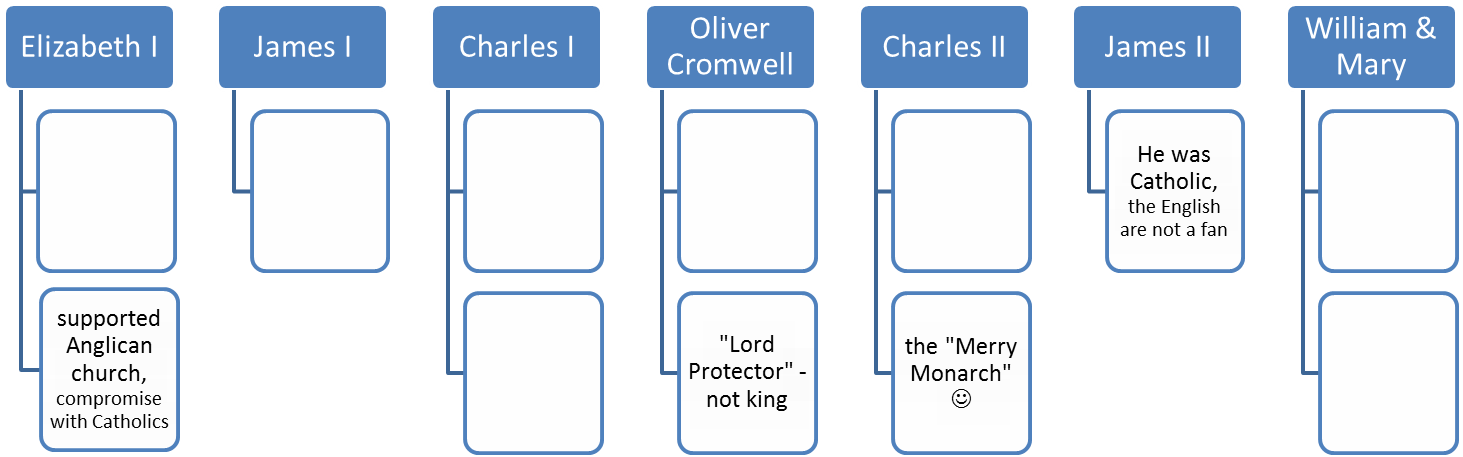 Elizabeth I
James I
Charles I
Oliver
Cromwell
Charles II
James II
William &
Mary
He was
Catholic,
the English
are not a fan
supported
Anglican
church,
compromise
with Catholics
"Lord
Protector" -
not king
the "Merry
Monarch"
☺